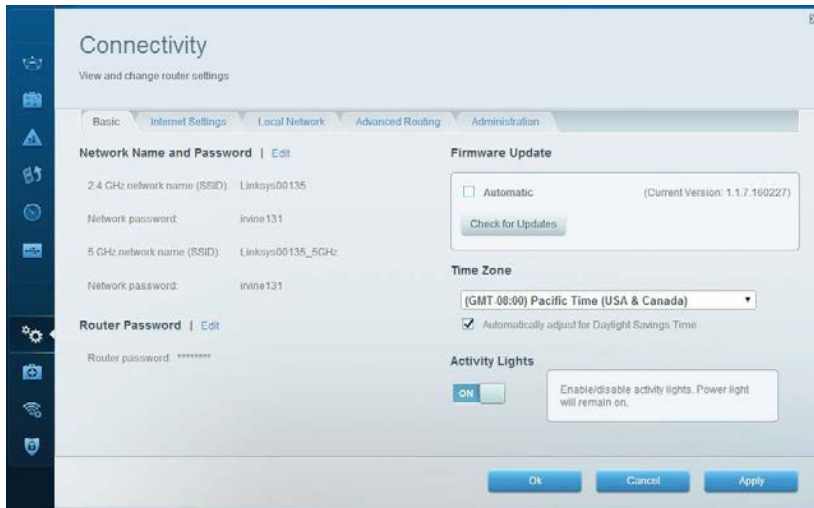 Connectivity
View and change router settings
Basic Internet Settings Local Network Advanced Routing Administration
Network Name and Password | Edit
2.4 GHz network name (SSID): Linksys00135
Network password: irvine131
5 GHz network name (SSID): Linksys00135_5GHz
Network password: irvine131
Router Password | Edit
Router password: ********
Firmware Update
Automatic (Current Version: 1.1.7.160227)
Check for Updates
Time Zone
(GMT-08:00) Pacific Time (USA & Canada)
Automatically adjust for Daylight Savings Time
Activity Lights
ON
Enable/disable activity lights. Power light
will remain on.
Ok Cancel Apply